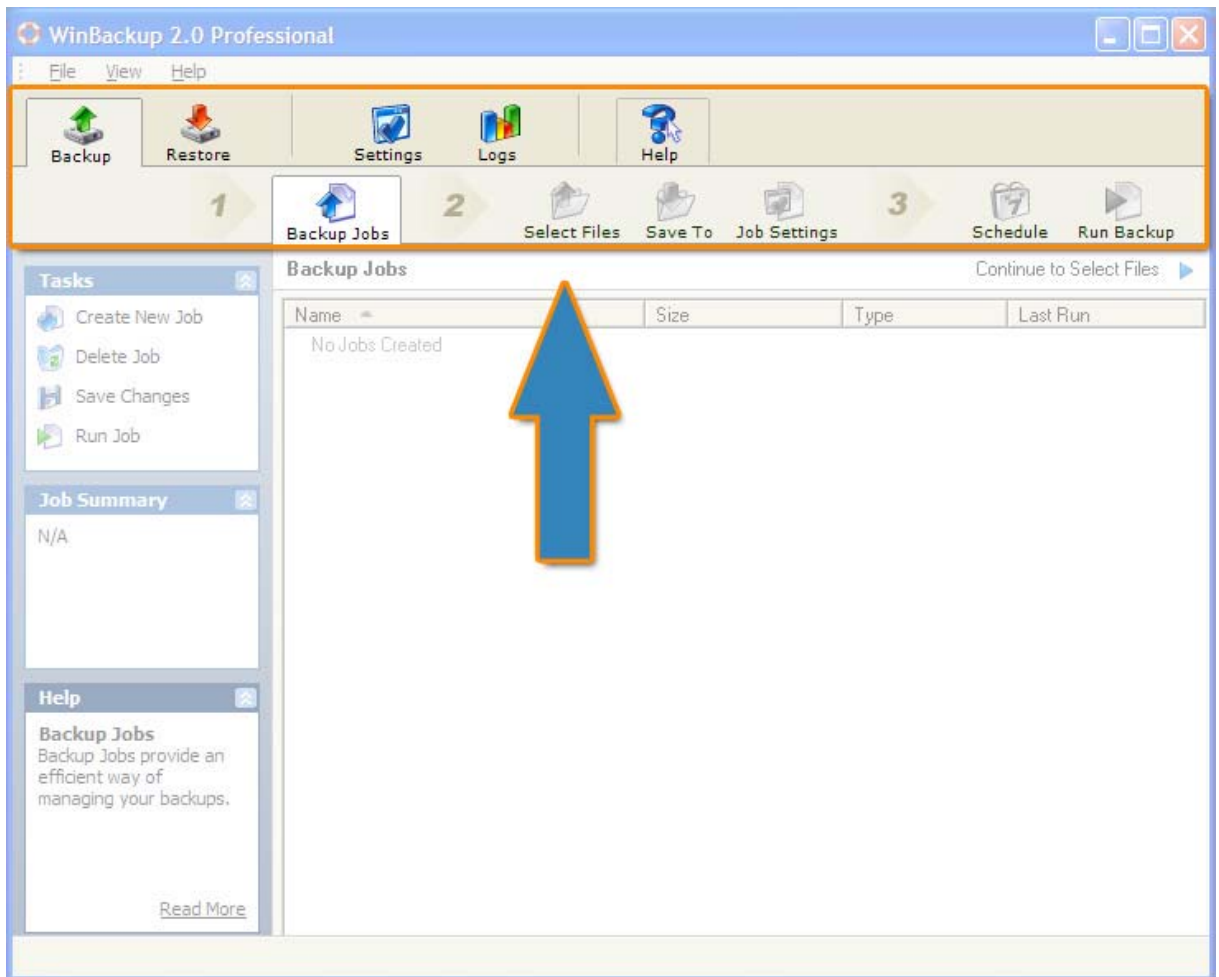 WinBackup 2.0 Professional
File View Help
Backup Restore Settings Logs Help
1 Backup Jobs 2 Select Files Save To Job Settings 3 Schedule Run Backup
Tasks
Create New Job
Delete Job
Save Changes
Run Job
Job Summary
N/A
Help
Backup Jobs
Backup Jobs provide an
efficient way of
managing your backups.
Read More
Backup Jobs Continue to Select Files
Name Size Type Last Run
No Jobs Created